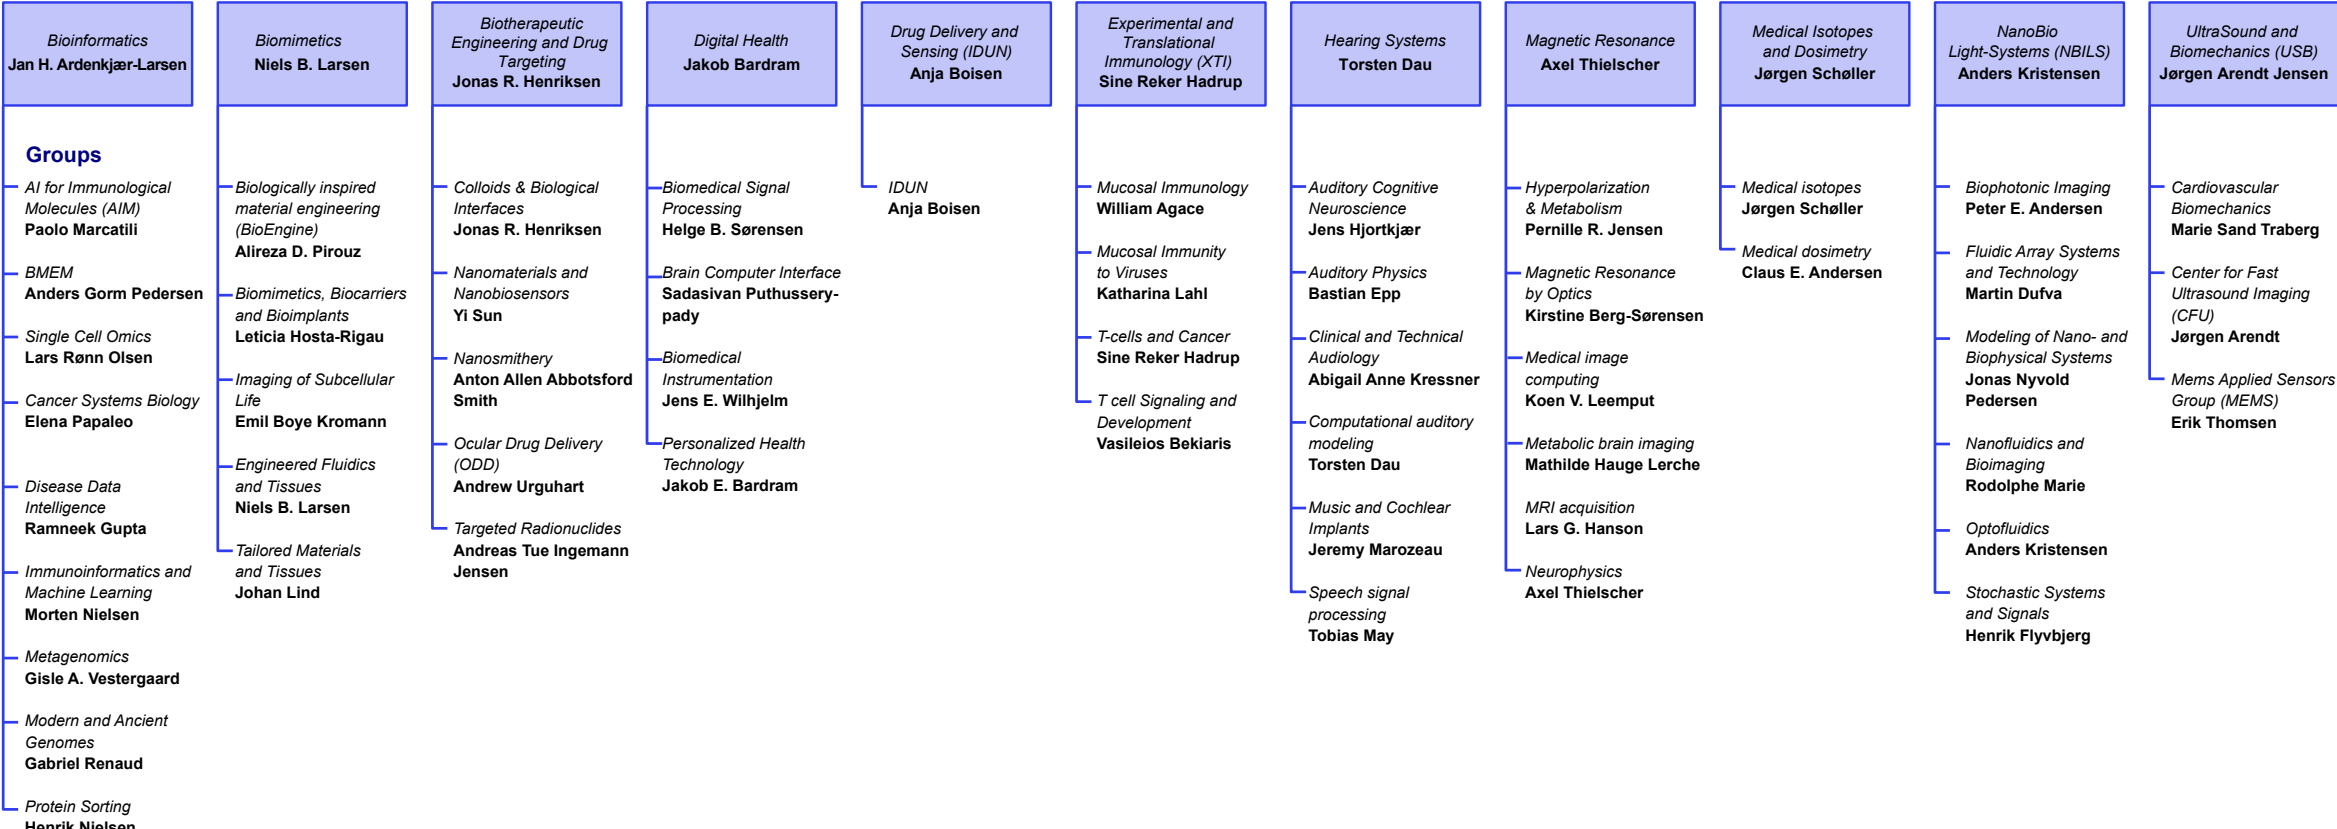 Bioinformatics
Jan H. Ardenkjær-Larsen
Groups
AI for Immunological
Molecules (AIM)
Paolo Marcatili
BMEM
Anders Gorm Pedersen
Single Cell Omics
Lars Rønn Olsen
Cancer Systems Biology
Elena Papaleo
Disease Data
Intelligence
Ramneek Gupta
Immunoinformatics and
Machine Learning
Morten Nielsen
Metagenomics
Gisle A. Vestergaard
Modern and Ancient
Genomes
Gabriel Renaud
Protein Sorting
Henrik Nielsen
Biomimetics
Niels B. Larsen
Biologically inspired
material engineering
(BioEngine)
Alireza D. Pirouz
Biomimetics, Biocarriers
and Bioimplants
Leticia Hosta-Rigau
Imaging of Subcellular
Life
Emil Boye Kromann
Engineered Fluidics
and Tissues
Niels B. Larsen
Tailored Materials
and Tissues
Johan Lind
Biotherapeutic
Engineering and Drug
Targeting
Jonas R. Henriksen
Colloids & Biological
Interfaces
Jonas R. Henriksen
Nanomaterials and
Nanobiosensors
Yi Sun
Nanosmithery
Anton Allen Abbotsford
Smith
Ocular Drug Delivery
(ODD)
Andrew Urguhart
Targeted Radionuclides
Andreas Tue Ingemann
Jensen
Digital Health
Jakob Bardram
Biomedical Signal
Processing
Helge B. Sørensen
Brain Computer Interface
Sadasivan Puthussery-
pady
Biomedical
Instrumentation
Jens E. Wilhjelm
Personalized Health
Technology
Jakob E. Bardram
Drug Delivery and
Sensing (IDUN)
Anja Boisen
IDUN
Anja Boisen
Experimental and
Translational
Immunology (XTI)
Sine Reker Hadrup
Mucosal Immunology
William Agace
Mucosal Immunity
to Viruses
Katharina Lahl
T-cells and Cancer
Sine Reker Hadrup
T cell Signaling and
Development
Vasileios Bekiaris
Hearing Systems
Torsten Dau
Auditory Cognitive
Neuroscience
Jens Hjortkjær
Auditory Physics
Bastian Epp
Clinical and Technical
Audiology
Abigail Anne Kressner
Computational auditory
modeling
Torsten Dau
Music and Cochlear
Implants
Jeremy Marozeau
Speech signal
processing
Tobias May
Magnetic Resonance
Axel Thielscher
Hyperpolarization
& Metabolism
Pernille R. Jensen
Magnetic Resonance
by Optics
Kirstine Berg-Sørensen
Medical image
computing
Koen V. Leemput
Metabolic brain imaging
Mathilde Hauge Lerche
MRI acquisition
Lars G. Hanson
Neurophysics
Axel Thielscher
Medical Isotopes
and Dosimetry
Jørgen Schøller
Medical isotopes
Jørgen Schøller
Medical dosimetry
Claus E. Andersen
NanoBio
Light-Systems (NBILS)
Anders Kristensen
Biophotonic Imaging
Peter E. Andersen
Fluidic Array Systems
and Technology
Martin Dufva
Modeling of Nano- and
Biophysical Systems
Jonas Nyvold
Pedersen
Nanofluidics and
Bioimaging
Rodolphe Marie
Optofluidics
Anders Kristensen
Stochastic Systems
and Signals
Henrik Flyvbjerg
UltraSound and
Biomechanics (USB)
Jørgen Arendt Jensen
Cardiovascular
Biomechanics
Marie Sand Traberg
Center for Fast
Ultrasound Imaging
(CFU)
Jørgen Arendt
Mems Applied Sensors
Group (MEMS)
Erik Thomsen